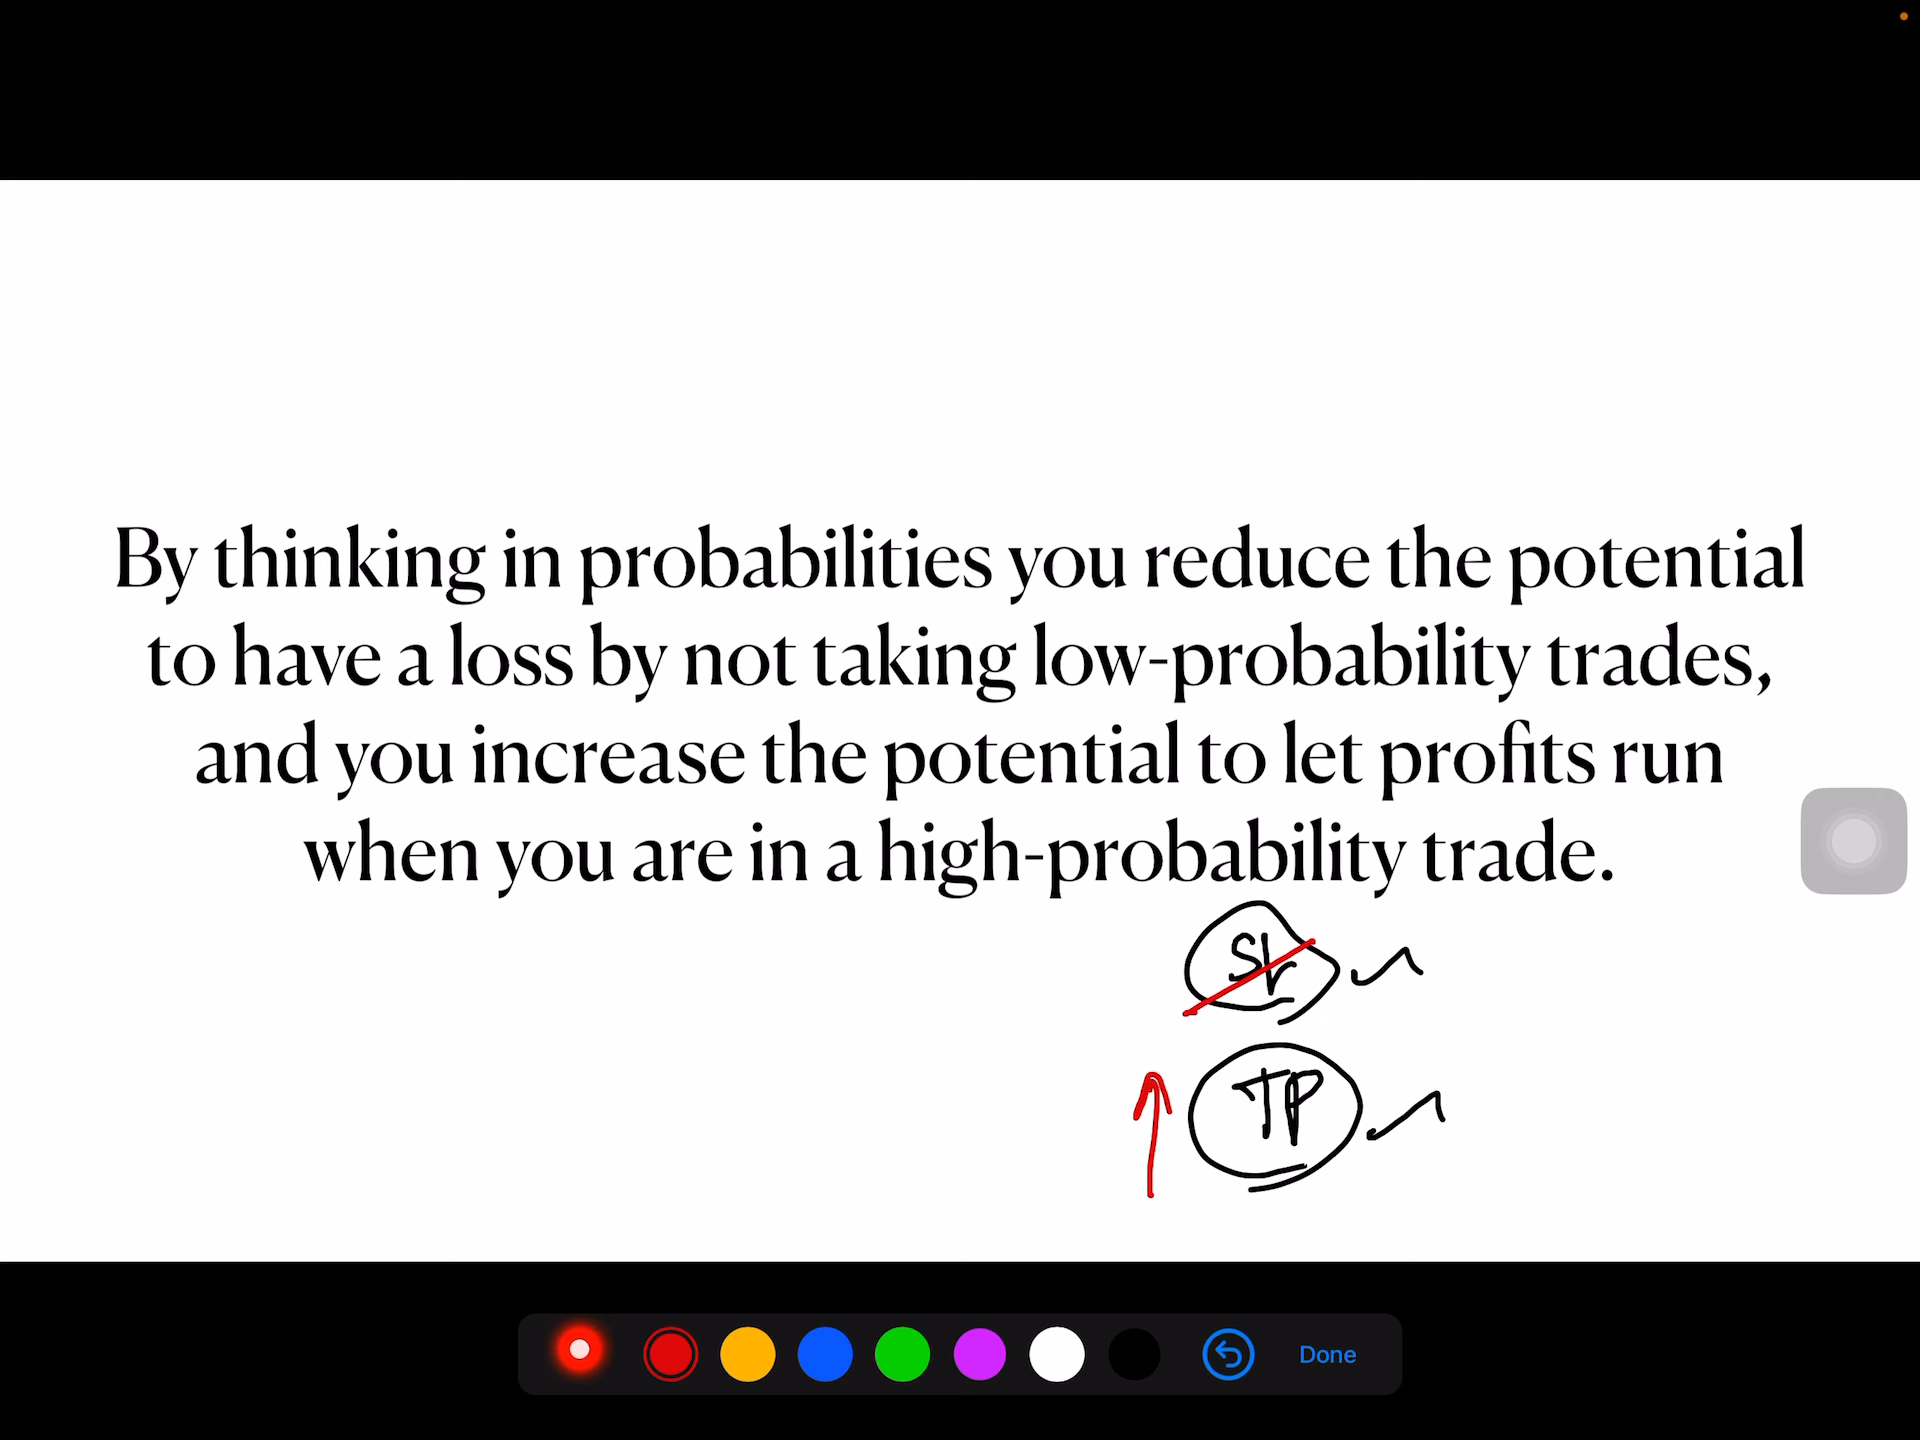 By thinking in probabilities you reduce the potential
to have a loss by not taking low-probability trades,
and you increase the potential to let profits run
when you are in a high-probability trade.
SL
TP
Done